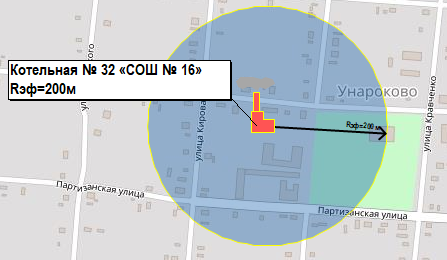 Котельная № 32 «СОШ № 16»
Rэф=200м
Унароково
Rэф=200 м
улица Кирова
улица Кравченко
Партизанская улица
Партизанская улица